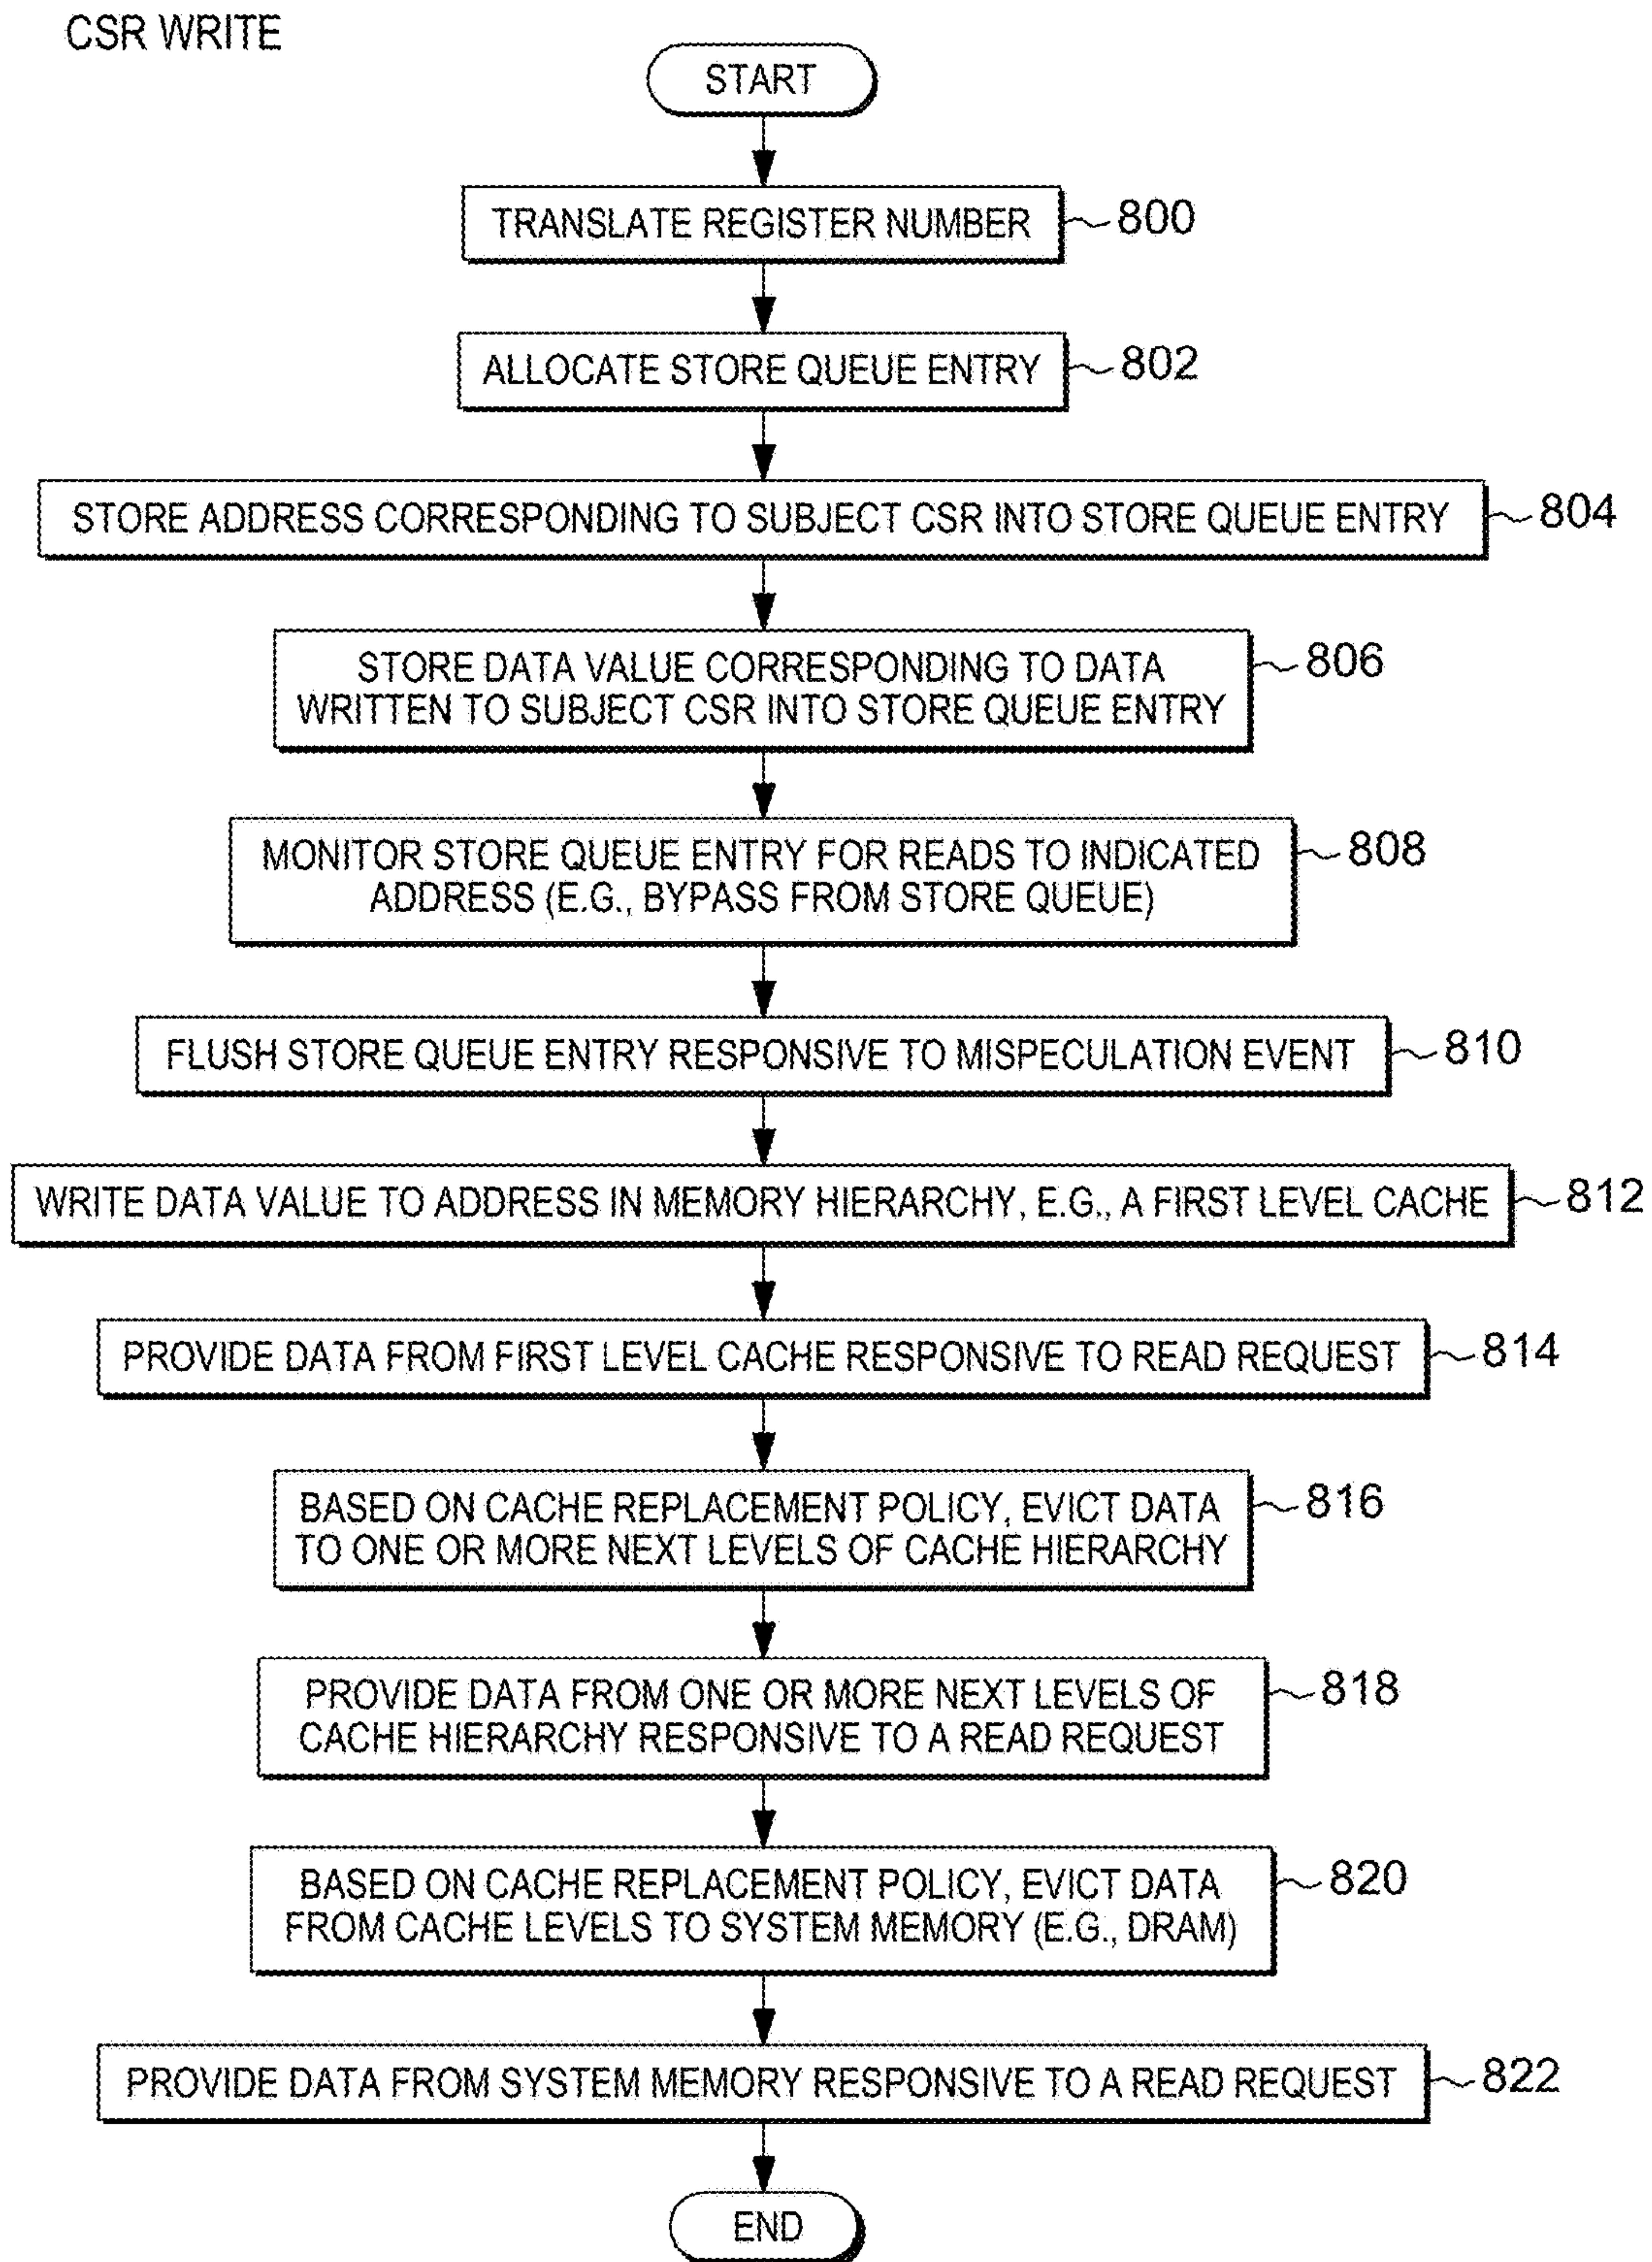 CSR WRITE
START
TRANSLATE REGISTER NUMBER
800
ALLOCATE STORE QUEUE ENTRY
802
STORE ADDRESS CORRESPONDING TO SUBJECT CSR INTO STORE QUEUE ENTRY
804
STORE DATA VALUE CORRESPONDING TO DATA
WRITTEN TO SUBJECT CSR INTO STORE QUEUE ENTRY
806
MONITOR STORE QUEUE ENTRY FOR READS TO INDICATED
ADDRESS (E.G., BYPASS FROM STORE QUEUE)
808
FLUSH STORE QUEUE ENTRY RESPONSIVE TO MISPECULATION EVENT
810
WRITE DATA VALUE TO ADDRESS IN MEMORY HIERARCHY, E.G., A FIRST LEVEL CACHE
812
PROVIDE DATA FROM FIRST LEVEL CACHE RESPONSIVE TO READ REQUEST
814
BASED ON CACHE REPLACEMENT POLICY, EVICT DATA
TO ONE OR MORE NEXT LEVELS OF CACHE HIERARCHY
816
PROVIDE DATA FROM ONE OR MORE NEXT LEVELS OF
CACHE HIERARCHY RESPONSIVE TO A READ REQUEST
818
BASED ON CACHE REPLACEMENT POLICY, EVICT DATA
FROM CACHE LEVELS TO SYSTEM MEMORY (E.G., DRAM)
820
PROVIDE DATA FROM SYSTEM MEMORY RESPONSIVE TO A READ REQUEST
822
END